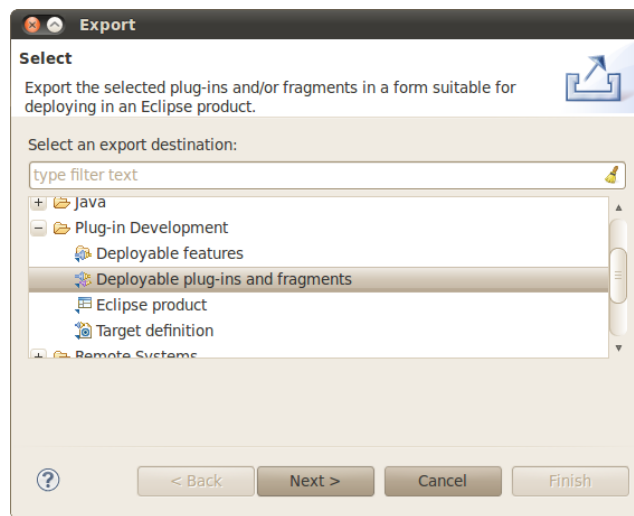 Export
Select
Export the selected plug-ins and/or fragments in a form suitable for
deploying in an Eclipse product.
Select an export destination:
type filter text
Java
Plug-in Development
Deployable features
Deployable plug-ins and fragments
Eclipse product
Target definition
Remote Systems
< Back
Next >
Cancel
Finish